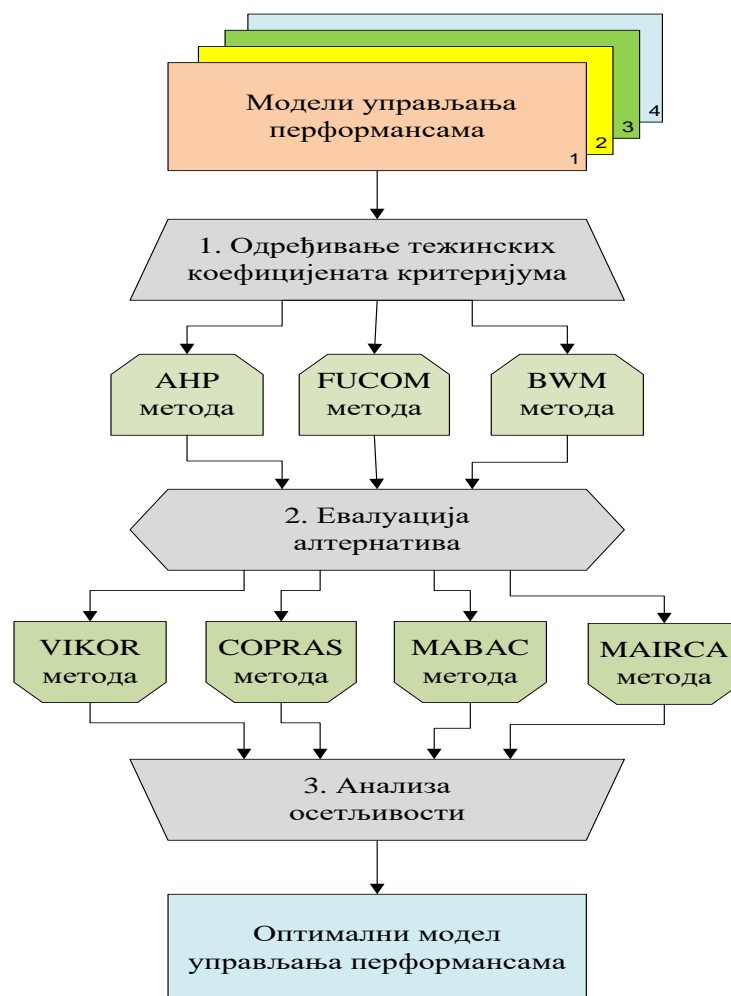 4
3
2
Модели управљања
перформансама
1
1. Одређивање тежинских
коефицијената критеријума
AHP
метода
FUCOM
метода
BWM
метода
2. Евалуација
алтернатива
VIKOR
метода
COPRAS
метода
MABAC
метода
MAIRCA
метода
3. Анализа
осетљивости
Оптимални модел
управљања перформансама